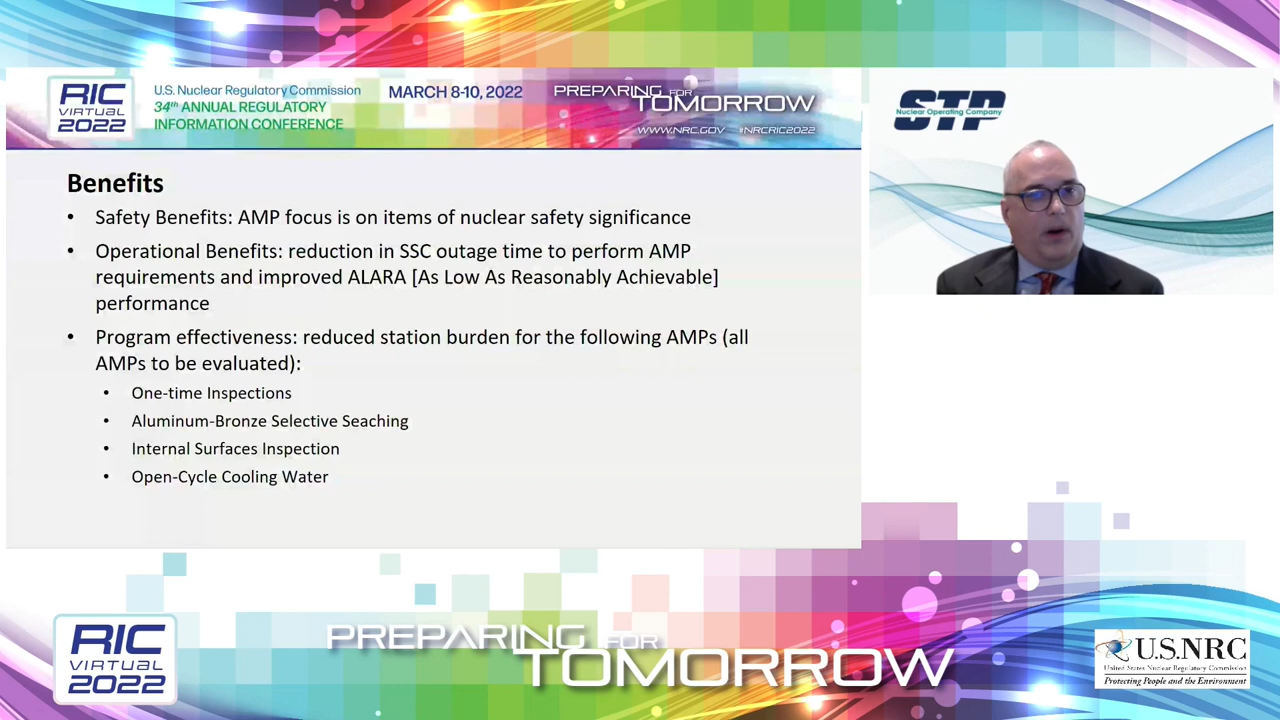 RIC
VIRTUAL
2022
U.S. Nuclear Regulatory Commission
34th ANNUAL REGULATORY
INFORMATION CONFERENCE
MARCH 8-10, 2022
PREPARING FOR
TOMORROW
WWW.NRC.GOV #NRCRIC2022
STP
Nuclear Operating Company
Benefits
• Safety Benefits: AMP focus is on items of nuclear safety significance
• Operational Benefits: reduction in SSC outage time to perform AMP
requirements and improved ALARA [As Low As Reasonably Achievable]
performance
• Program effectiveness: reduced station burden for the following AMPs (all
AMPs to be evaluated):
• One-time Inspections
• Aluminum-Bronze Selective Seaching
• Internal Surfaces Inspection
• Open-Cycle Cooling Water
RIC
VIRTUAL
2022
PREPARING FOR
TOMORROW
U.S.NRC
United States Nuclear Regulatory Commission
Protecting People and the Environment